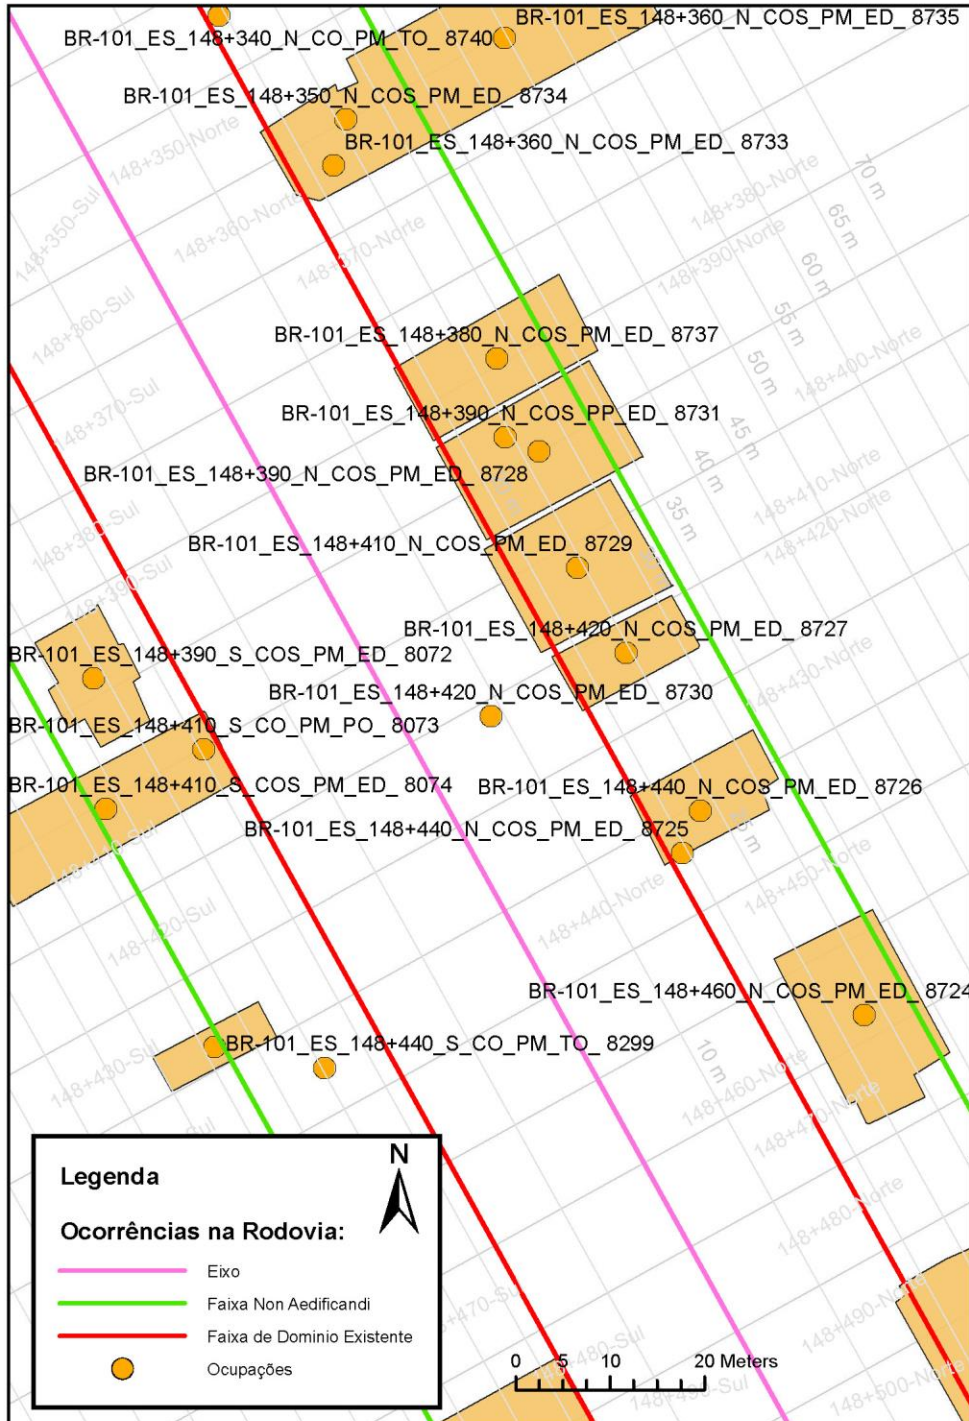 BR-101_ES_148+360_N_COS_PM_ED_ 8735
BR-101_ES_148+340_N_CO_PM_TO_ 8740
BR-101_ES_148+350_N_COS_PM_ED_ 8734
BR-101_ES_148+360_N_COS_PM_ED_ 8733
148+350-Norte
148+350-Sul
148+360-Norte
148+370-Norte
148+380-Norte
148+390-Norte
70 m
65 m
60 m
55 m
50 m
45 m
40 m
35 m
148+360-Sul
BR-101_ES_148+380_N_COS_PM_ED_ 8737
148+400-Norte
148+370-Sul
BR-101_ES_148+390_N_COS_PP_ED_ 8731
BR-101_ES_148+390_N_COS_PM_ED_ 8728
148+410-Norte
148+420-Norte
148+380-Sul
BR-101_ES_148+410_N_COS_PM_ED_ 8729
148+390-Sul
BR-101_ES_148+420_N_COS_PM_ED_ 8727
BR-101_ES_148+390_S_COS_PM_ED_ 8072
148+430-Norte
BR-101_ES_148+420_N_COS_PM_ED_ 8730
BR-101_ES_148+410_S_CO_PM_PO_ 8073
BR-101_ES_148+410_S_COS_PM_ED_ 8074
BR-101_ES_148+440_N_COS_PM_ED_ 8726
BR-101_ES_148+440_N_COS_PM_ED_ 8725
15 m
148+410-Sul
148+450-Norte
148+440-Norte
148+420-Sul
BR-101_ES_148+460_N_COS_PM_ED_ 8724
BR-101_ES_148+440_S_CO_PM_TO_ 8299
10 m
148+430-Sul
148+460-Norte
148+470-Norte
Sul
148+480-Norte
148+490-Norte
+470-Sul
148+480-Sul
148+490-Sul
148+500-Norte
Legenda
N
Ocorrências na Rodovia:
Eixo
Faixa Non Aedificandi
Faixa de Dominio Existente
Ocupações
0 5 10 20 Meters